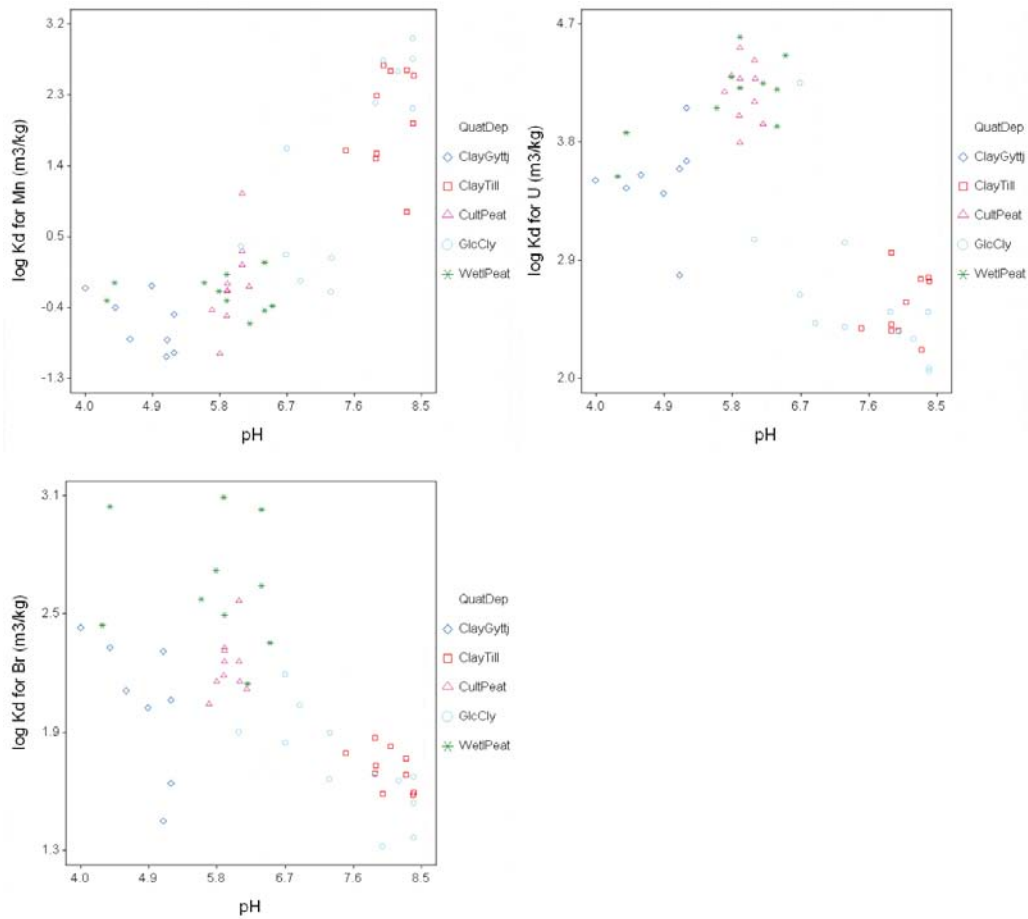 3.2
2.3
1.4
0.5
-0.4
-1.3
log Kd for Mn (m3/kg)
4.0 4.9 5.8 6.7 7.6 8.5
pH
QuatDep
ClayGyttj
ClayTill
CultPeat
GlcCly
WetlPeat
4.7
3.8
2.9
2.0
log Kd for U (m3/kg)
4.0 4.9 5.8 6.7 7.6 8.5
pH
QuatDep
ClayGyttj
ClayTill
CultPeat
GlcCly
WetlPeat
3.1
2.5
1.9
1.3
log Kd for Br (m3/kg)
4.0 4.9 5.8 6.7 7.6 8.5
pH
QuatDep
ClayGyttj
ClayTill
CultPeat
GlcCly
WetlPeat